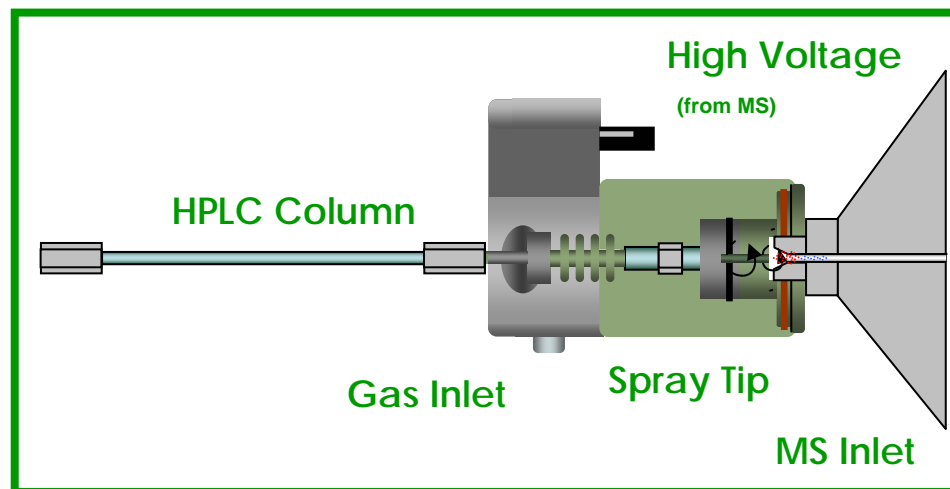 High Voltage
(from MS)
HPLC Column
Gas Inlet
Spray Tip
MS Inlet